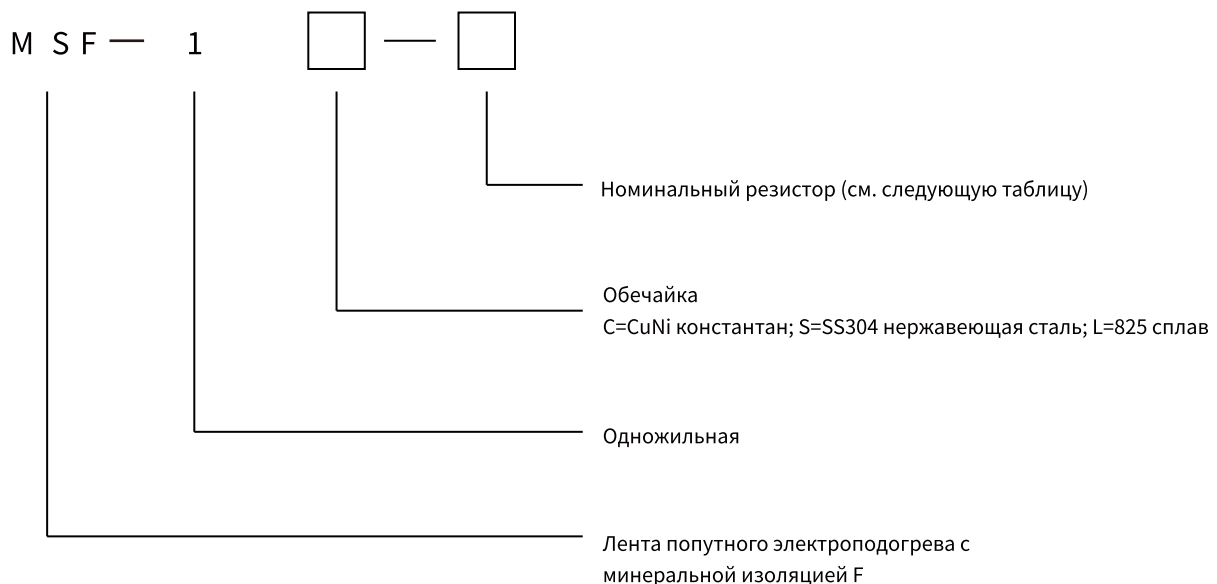 MSF — 1 □ — □
Номинальный резистор (см. следующую таблицу)
Обечайка
C=CuNi константан; S=SS304 нержавеющая сталь; L=825 сплав
Одножильная
Лента попутного электроподогрева с
минеральной изоляцией F